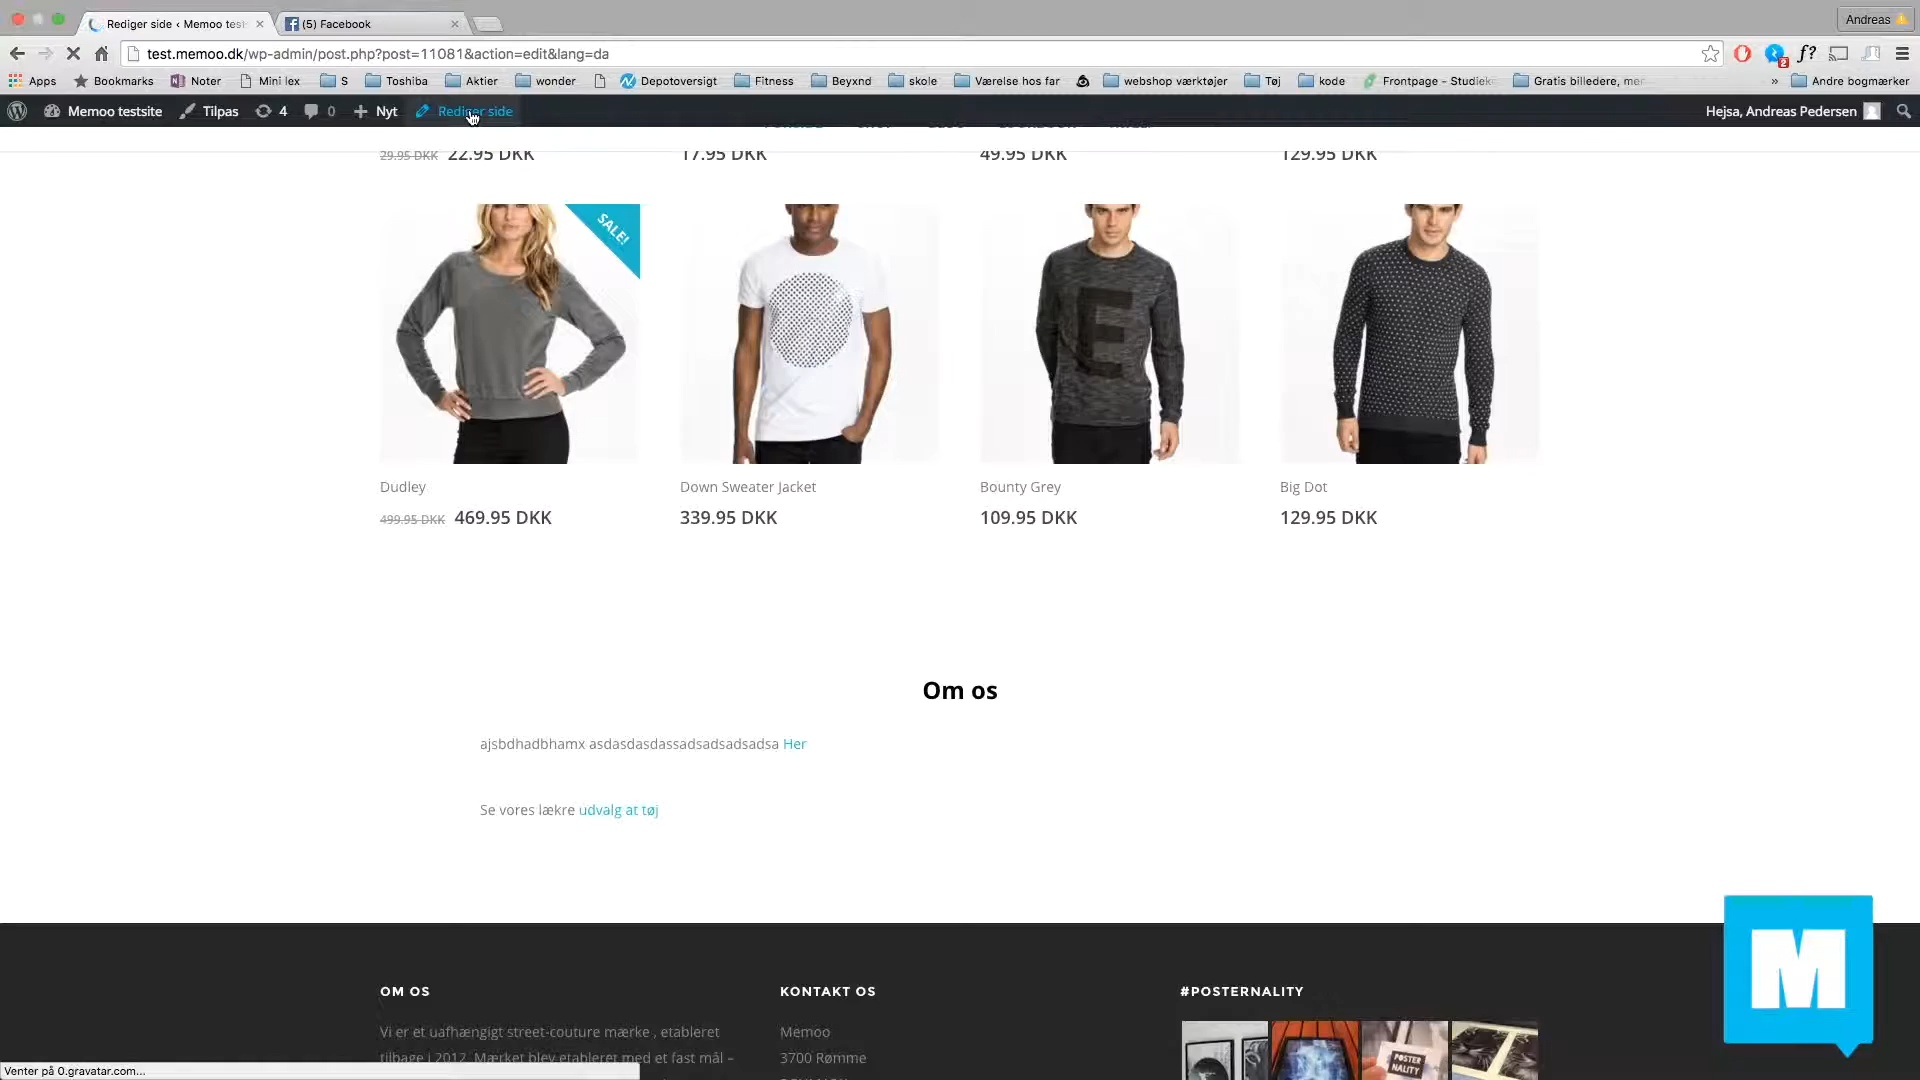 Rediger side ‹ Memoo test
(5) Facebook
Andreas
test.memoo.dk/wp-admin/post.php?post=11081&action=edit&lang=da
2
Apps
Bookmarks
Noter
Mini lex
S
Toshiba
Aktier
wonder
Depotoversigt
Fitness
Beyxnd
skole
Værelse hos far
webshop værktøjer
Tøj
kode
Frontpage - Studiek
Gratis billedere, mer
»
Andre bogmærker
Memoo testsite
Tilpas
4
0
Nyt
Rediger side
Hejsa, Andreas Pedersen
29.95 DKK 22.95 DKK
17.95 DKK
49.95 DKK
129.95 DKK
SALE!
E
Dudley
Down Sweater Jacket
Bounty Grey
Big Dot
499.95 DKK 469.95 DKK
339.95 DKK
109.95 DKK
129.95 DKK
Om os
ajsbdhadbhamx asdasdasdassadsadsadsadsa Her
Se vores lækre udvalg at tøj
OM OS
KONTAKT OS
#POSTERNALITY
Vi er et uafhængigt street-couture mærke , etableret
tilbage i 2012. Mærket blev etableret med et fast mål –
Memoo
3700 Rømme
POSTER
NALITY
M
Venter på 0.gravatar.com...